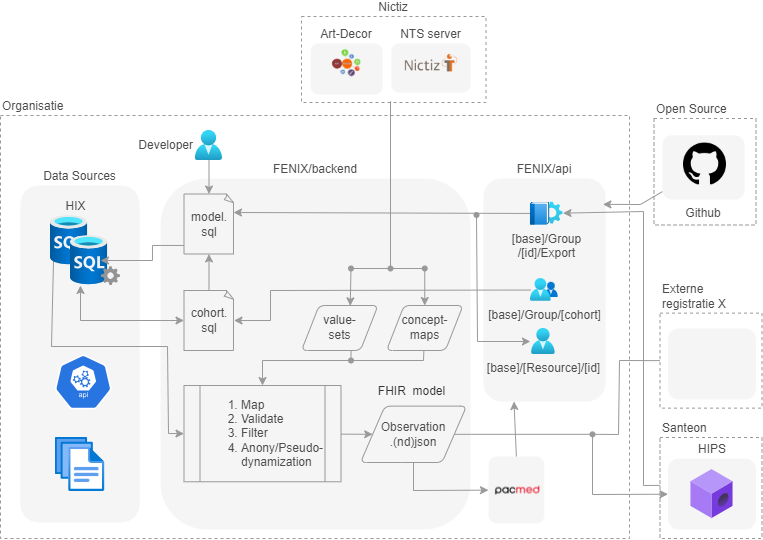 Nictiz
Art-Decor
NTS server
Nictiz
Organisatie
Open Source
Developer
Data Sources
FENIX/backend
FENIX/api
HIX
model.
sql
Github
SQL
SQL
[base]/Group
/[id]/Export
Externe
registratie X
cohort.
sql
value-
sets
concept-
maps
[base]/Group/[cohort]
[base]/[Resource]/[id]
api
FHIR model
1. Map
2. Validate
3. Filter
4. Anony/Pseudo-
dynamization
Observation
.(nd)json
Santeon
HIPS
pacmed